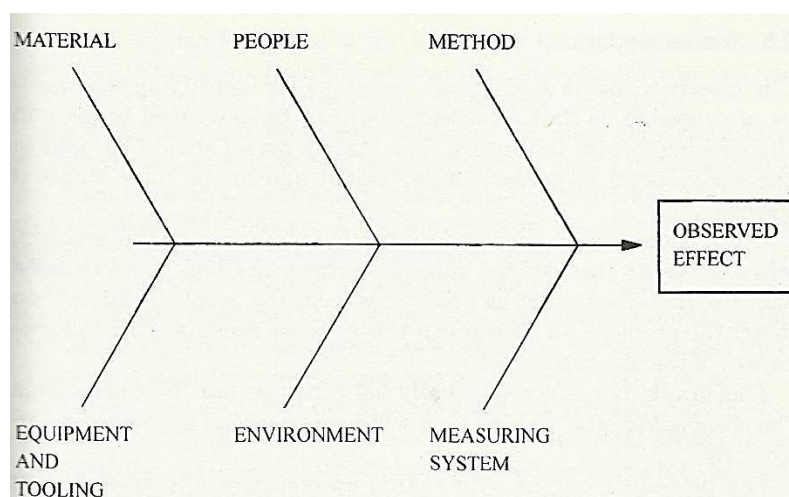 MATERIAL
PEOPLE
METHOD
OBSERVED
EFFECT
EQUIPMENT
AND
TOOLING
ENVIRONMENT
MEASURING
SYSTEM